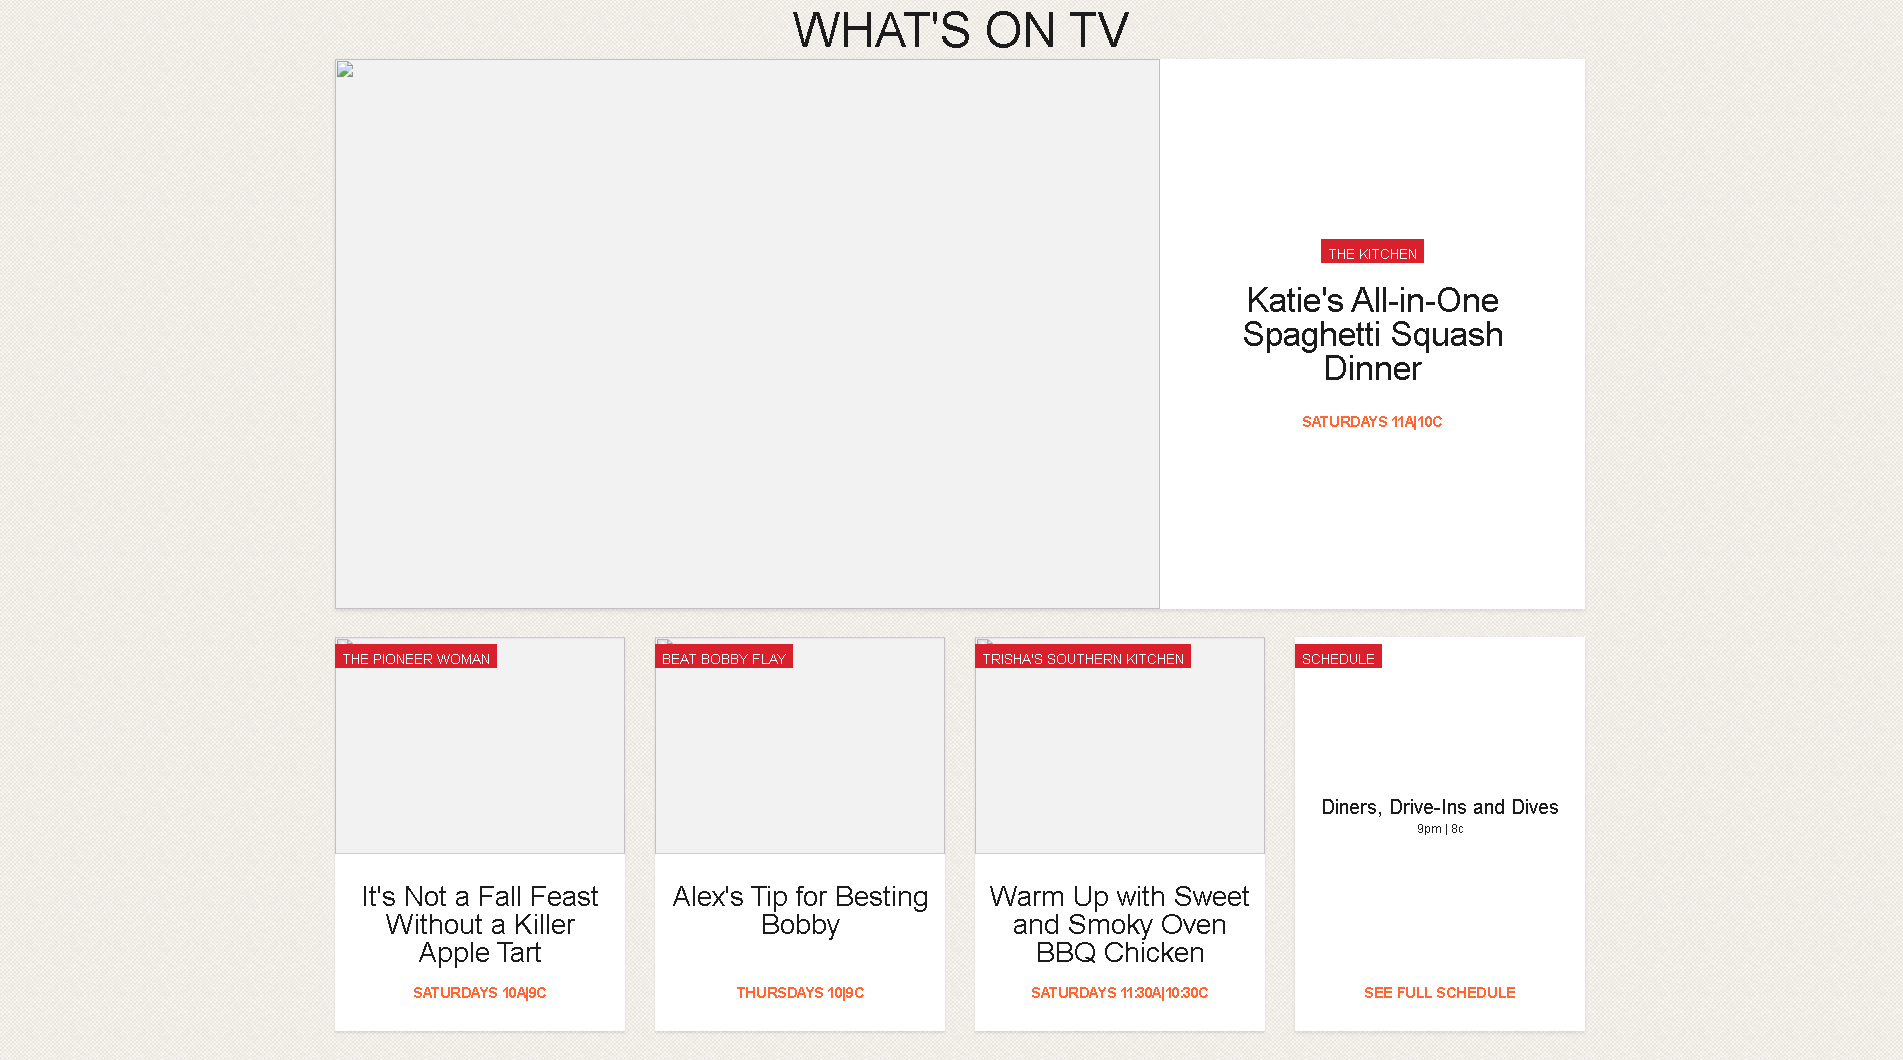 WHAT'S ON TV
THE KITCHEN
Katie's All-in-One
Spaghetti Squash
Dinner
SATURDAYS 11A|10C
THE PIONEER WOMAN
It's Not a Fall Feast
Without a Killer
Apple Tart
SATURDAYS 10A|9C
BEAT BOBBY FLAY
Alex's Tip for Besting
Bobby
THURSDAYS 10|9C
TRISHA'S SOUTHERN KITCHEN
Warm Up with Sweet
and Smoky Oven
BBQ Chicken
SATURDAYS 11:30A|10:30C
SCHEDULE
Diners, Drive-Ins and Dives
9pm | 8c
SEE FULL SCHEDULE